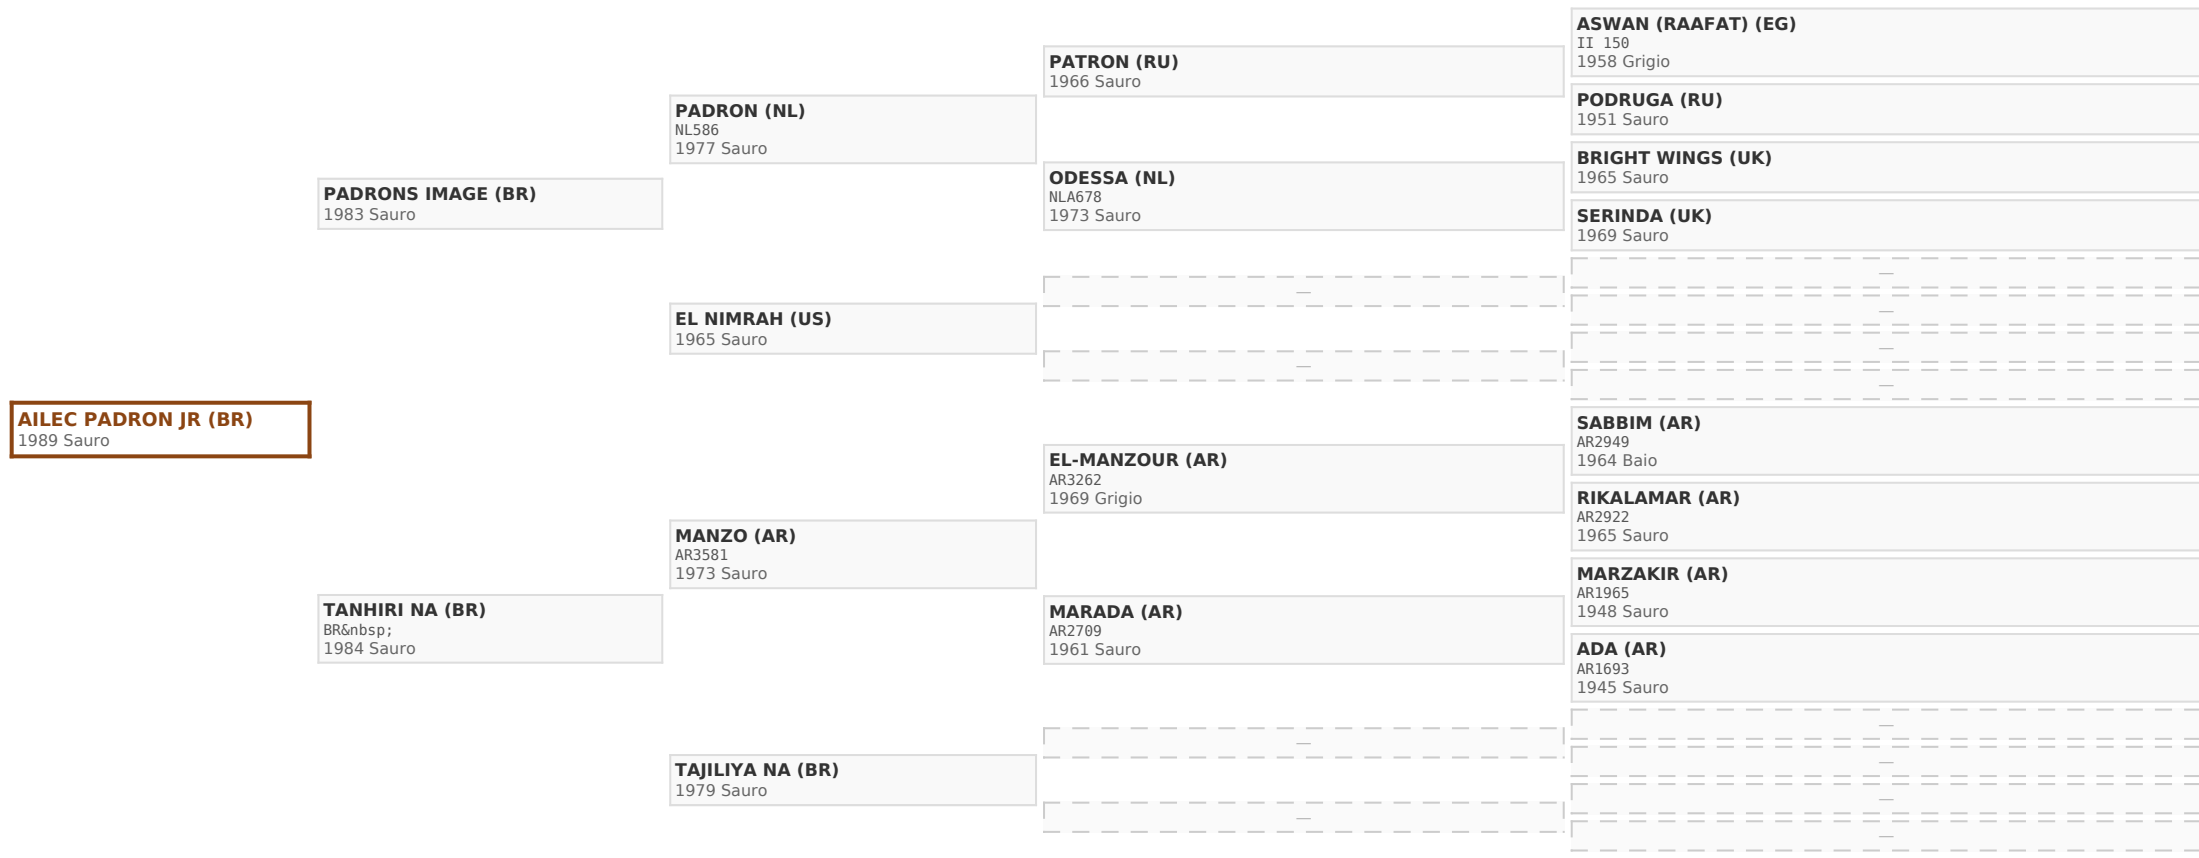 AILEC PADRON JR (BR)
1989 Sauro
PADRONS IMAGE (BR)
1983 Sauro
TANHIRI NA (BR)
BR&nbsp;
1984 Sauro
PADRON (NL)
NL586
1977 Sauro
EL NIMRAH (US)
1965 Sauro
MANZO (AR)
AR3581
1973 Sauro
TAJILIYA NA (BR)
1979 Sauro
PATRON (RU)
1966 Sauro
ODESSA (NL)
NLA678
1973 Sauro
—
—
EL-MANZOUR (AR)
AR3262
1969 Grigio
MARADA (AR)
AR2709
1961 Sauro
—
—
ASWAN (RAAFAT) (EG)
II 150
1958 Grigio
PODRUGA (RU)
1951 Sauro
BRIGHT WINGS (UK)
1965 Sauro
SERINDA (UK)
1969 Sauro
—
—
—
—
SABBIM (AR)
AR2949
1964 Baio
RIKALAMAR (AR)
AR2922
1965 Sauro
MARZAKIR (AR)
AR1965
1948 Sauro
ADA (AR)
AR1693
1945 Sauro
—
—
—
—